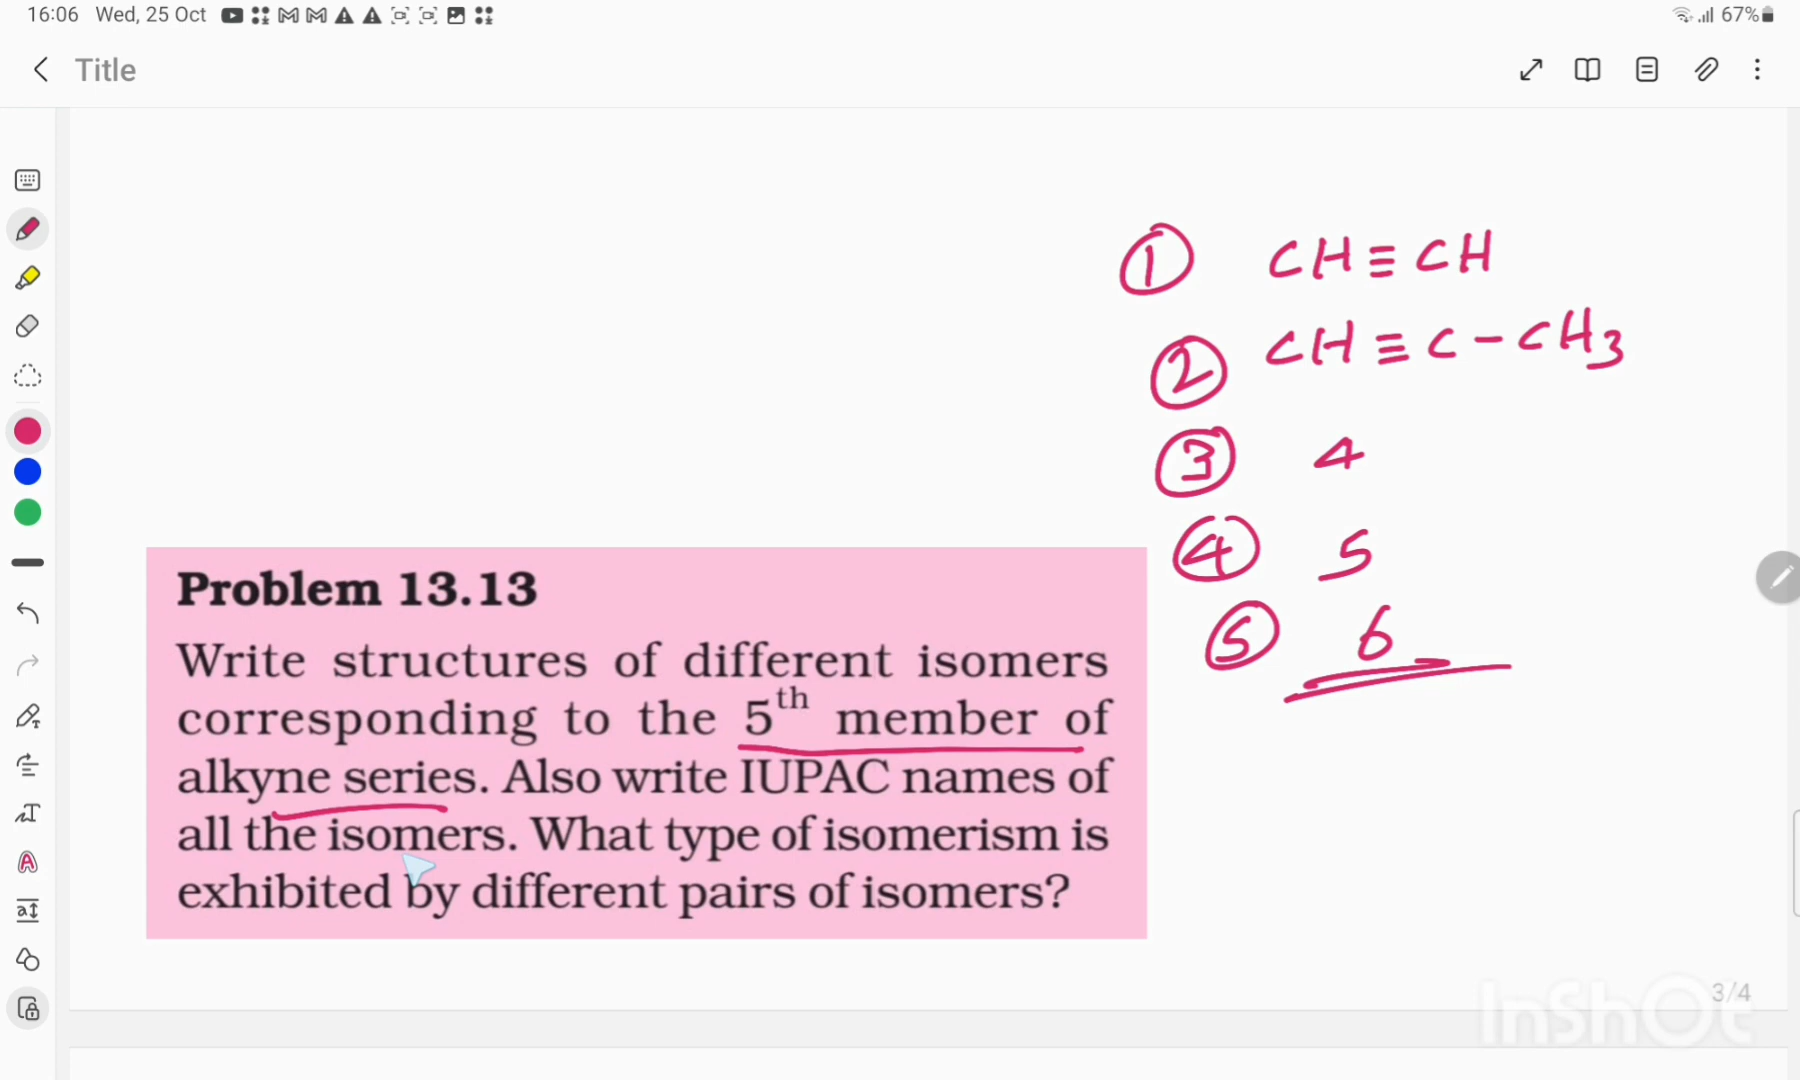 16:06 Wed, 25 Oct 67%
Title
① CH≡CH
② CH≡C-CH3
③ 4
④ 5
⑤ 6
Problem 13.13
Write structures of different isomers
corresponding to the 5th member of
alkyne series. Also write IUPAC names of
all the isomers. What type of isomerism is
exhibited by different pairs of isomers?
3/4
InShOt